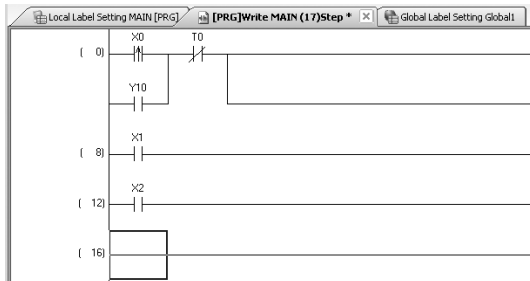 Local Label Setting MAIN [PRG] [PRG]Write MAIN (17)Step * Global Label Setting Global1
X0 T0
( 0)
Y10
X1
( 8)
X2
( 12)
( 16)